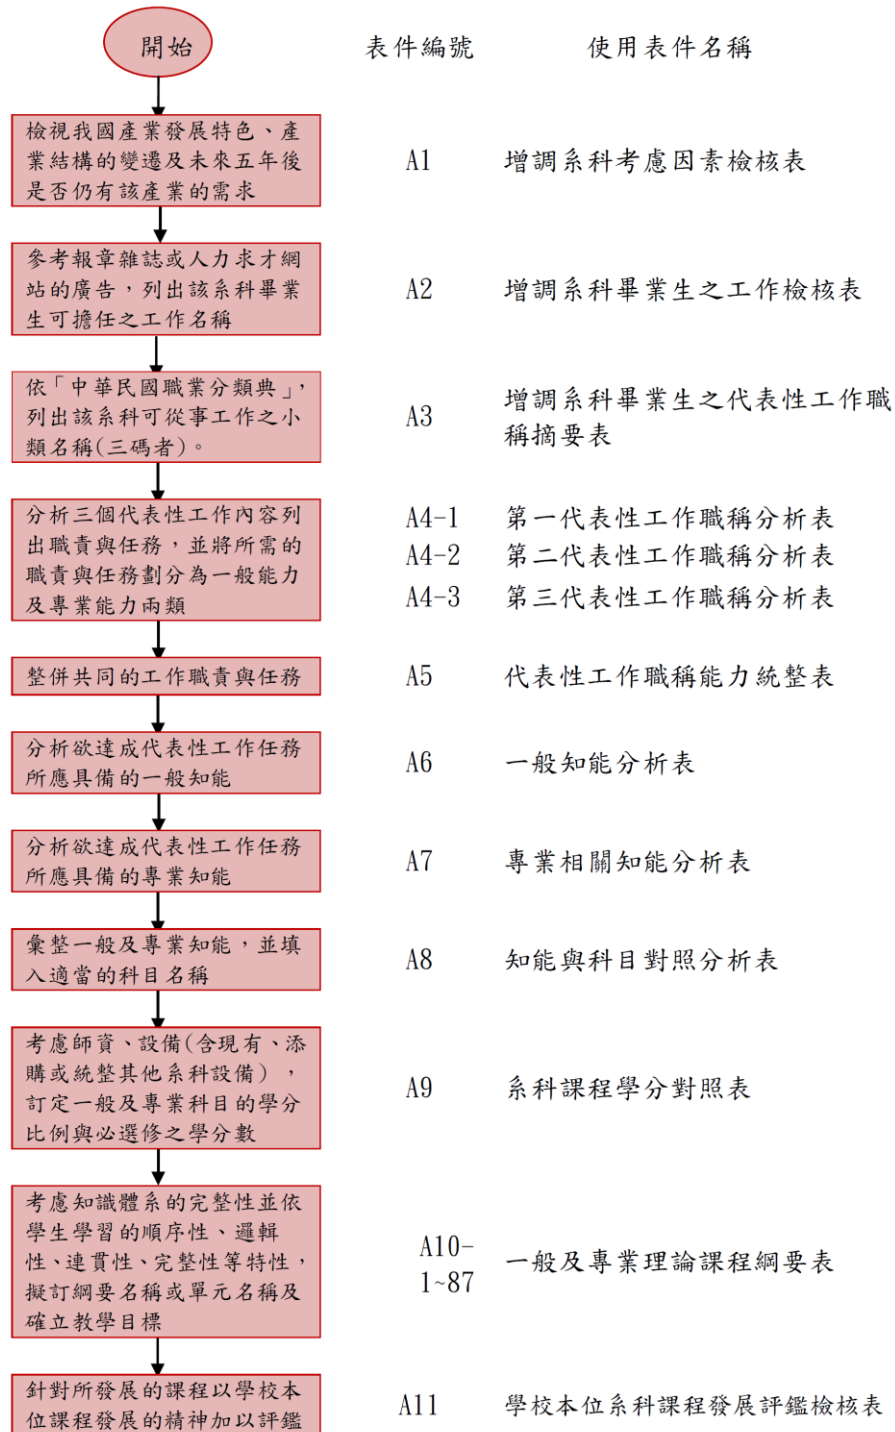 開始 表件編號 使用表件名稱
檢視我國產業發展特色、產
業結構的變遷及未來五年後
是否仍有該產業的需求
A1 增調系科考慮因素檢核表
參考報章雜誌或人力求才網
站的廣告，列出該系科畢業
生可擔任之工作名稱
A2 增調系科畢業生之工作檢核表
依「中華民國職業分類典」，
列出該系科可從事工作之小
類名稱(三碼者)。
A3 增調系科畢業生之代表性工作職
稱摘要表
分析三個代表性工作內容列
出職責與任務，並將所需的
職責與任務劃分為一般能力
及專業能力兩類
A4-1 第一代表性工作職稱分析表
A4-2 第二代表性工作職稱分析表
A4-3 第三代表性工作職稱分析表
整併共同的工作職責與任務
A5 代表性工作職稱能力統整表
分析欲達成代表性工作任務
所應具備的一般知能
A6 一般知能分析表
分析欲達成代表性工作任務
所應具備的專業知能
A7 專業相關知能分析表
彙整一般及專業知能，並填
入適當的科目名稱
A8 知能與科目對照分析表
考慮師資、設備(含現有、添
購或統整其他系科設備)，
訂定一般及專業科目的學分
比例與必選修之學分數
A9 系科課程學分對照表
考慮知識體系的完整性並依
學生學習的順序性、邏輯
性、連貫性、完整性等特性，
擬訂綱要名稱或單元名稱及
確立教學目標
A10-
1~87
一般及專業理論課程綱要表
針對所發展的課程以學校本
位課程發展的精神加以評鑑
A11 學校本位系科課程發展評鑑檢核表